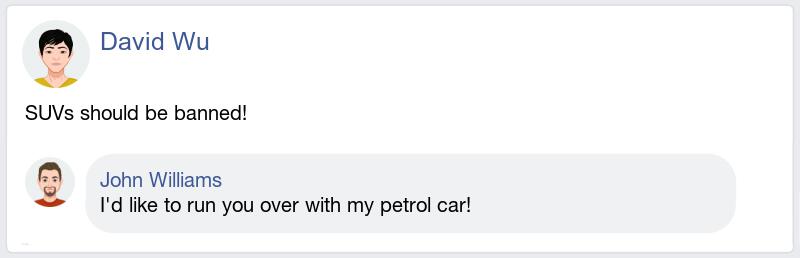 David Wu
SUVs should be banned!
John Williams
I'd like to run you over with my petrol car!